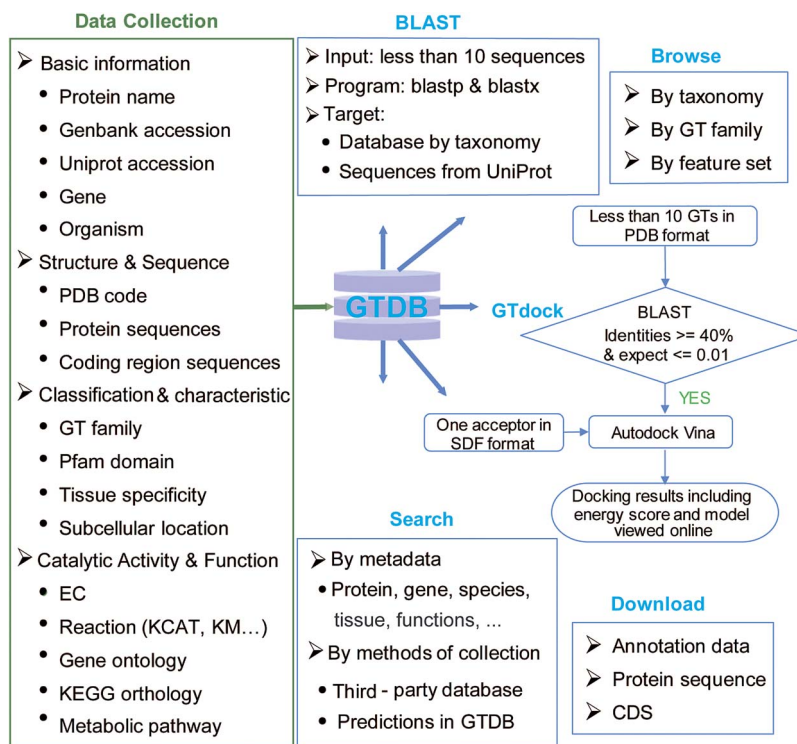 Data Collection
➢ Basic information
• Protein name
• Genbank accession
• Uniprot accession
• Gene
• Organism
➢ Structure & Sequence
• PDB code
• Protein sequences
• Coding region sequences
➢ Classification & characteristic
• GT family
• Pfam domain
• Tissue specificity
• Subcellular location
➢ Catalytic Activity & Function
• EC
• Reaction (KCAT, KM…)
• Gene ontology
• KEGG orthology
• Metabolic pathway
BLAST
➢ Input: less than 10 sequences
➢ Program: blastp & blastx
➢ Target:
• Database by taxonomy
• Sequences from UniProt
Browse
➢ By taxonomy
➢ By GT family
➢ By feature set
GTDB
GTdock
Less than 10 GTs in
PDB format
BLAST
Identities >= 40%
& expect <= 0.01
YES
One acceptor in
SDF format
Autodock Vina
Docking results including
energy score and model
viewed online
Search
➢ By metadata
• Protein, gene, species,
tissue, functions, ...
➢ By methods of collection
• Third - party database
• Predictions in GTDB
Download
➢ Annotation data
➢ Protein sequence
➢ CDS